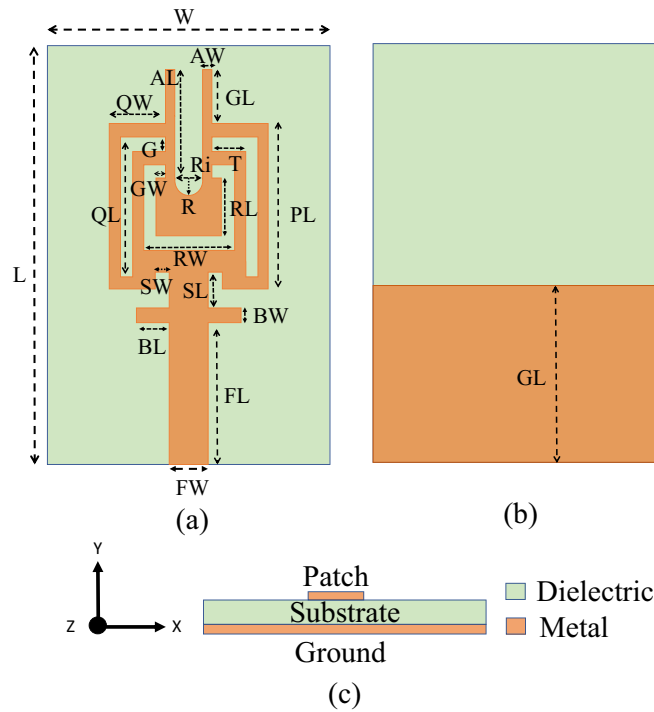 W
AW
AL
GL
QW
G
Ri
T
GW
QL
R
RL
PL
RW
L
SW
SL
BW
BL
FL
GL
FW
(a)
(b)
Y
Z
X
Patch
Substrate
Ground
Dielectric
Metal
(c)